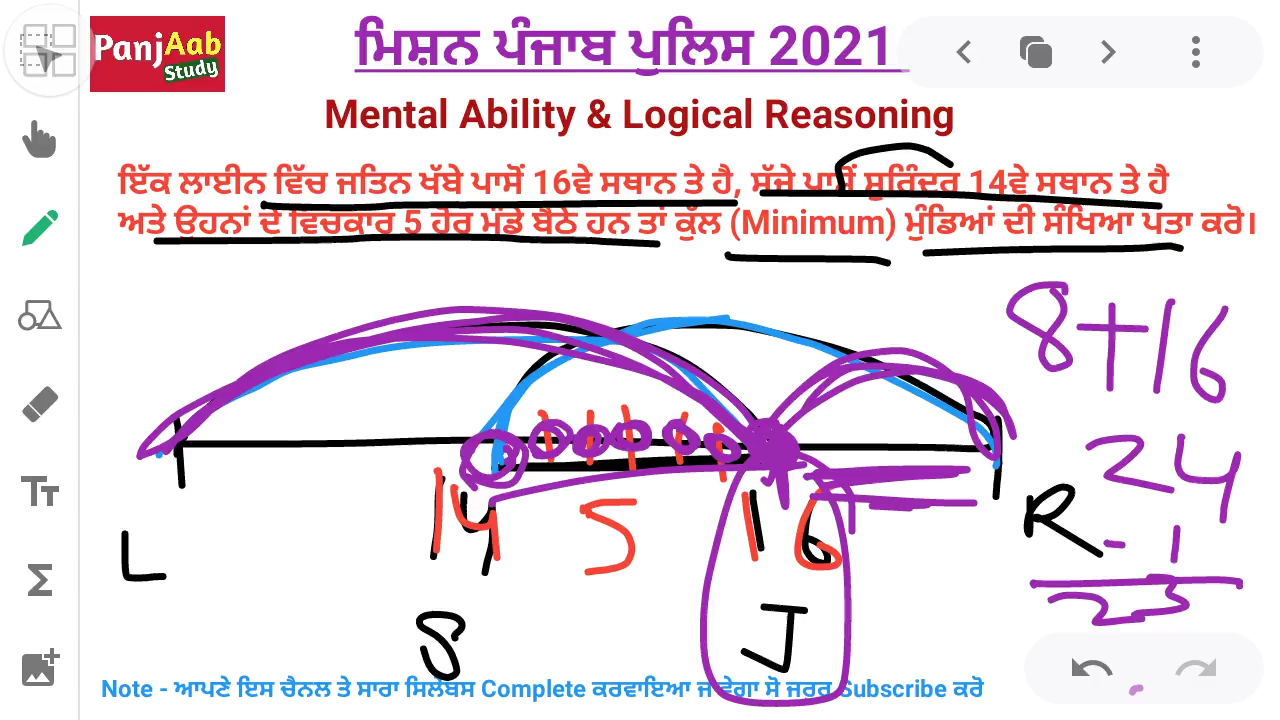 PanjAab
Study
ਮਿਸ਼ਨ ਪੰਜਾਬ ਪੁਲਿਸ 2021
Mental Ability & Logical Reasoning
ਇੱਕ ਲਾਈਨ ਵਿੱਚ ਜਤਿਨ ਖੱਬੇ ਪਾਸੋਂ 16ਵੇ ਸਥਾਨ ਤੇ ਹੈ, ਸੱਜੇ ਪਾਸੋਂ ਸੁਰਿੰਦਰ 14ਵੇ ਸਥਾਨ ਤੇ ਹੈ
ਅਤੇ ਉਹਨਾਂ ਦੇ ਵਿਚਕਾਰ 5 ਹੋਰ ਮੁੰਡੇ ਬੈਠੇ ਹਨ ਤਾਂ ਕੁੱਲ (Minimum) ਮੁੰਡਿਆਂ ਦੀ ਸੰਖਿਆ ਪਤਾ ਕਰੋ।
8+16
24
- 1
23
14 5 16
L S J R
Note - ਆਪਣੇ ਇਸ ਚੈਨਲ ਤੇ ਸਾਰਾ ਸਿਲੇਬਸ Complete ਕਰਵਾਇਆ ਜਾਵੇਗਾ ਸੋ ਜਰੂਰ Subscribe ਕਰੋ